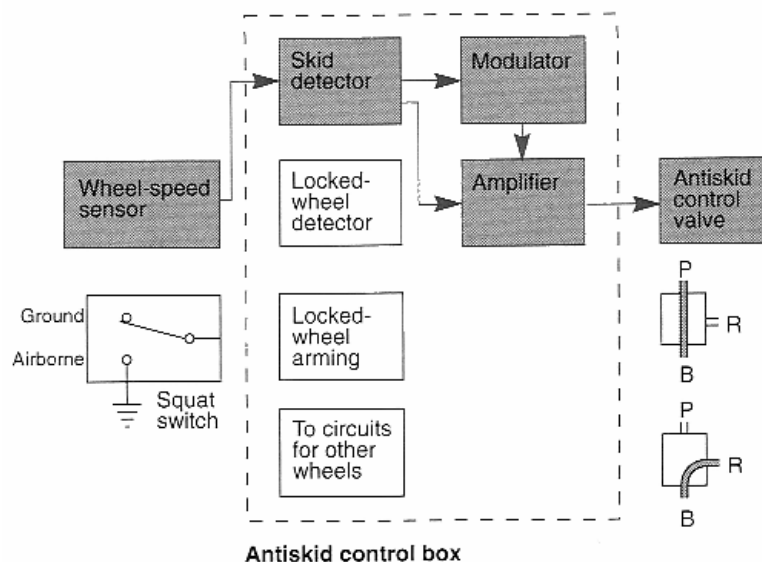 Skid
detector
Modulator
Wheel-speed
sensor
Locked-
wheel
detector
Amplifier
Antiskid
control
valve
Ground
Airborne
Squat
switch
Locked-
wheel
arming
P
R
B
To circuits
for other
wheels
P
R
B
Antiskid control box